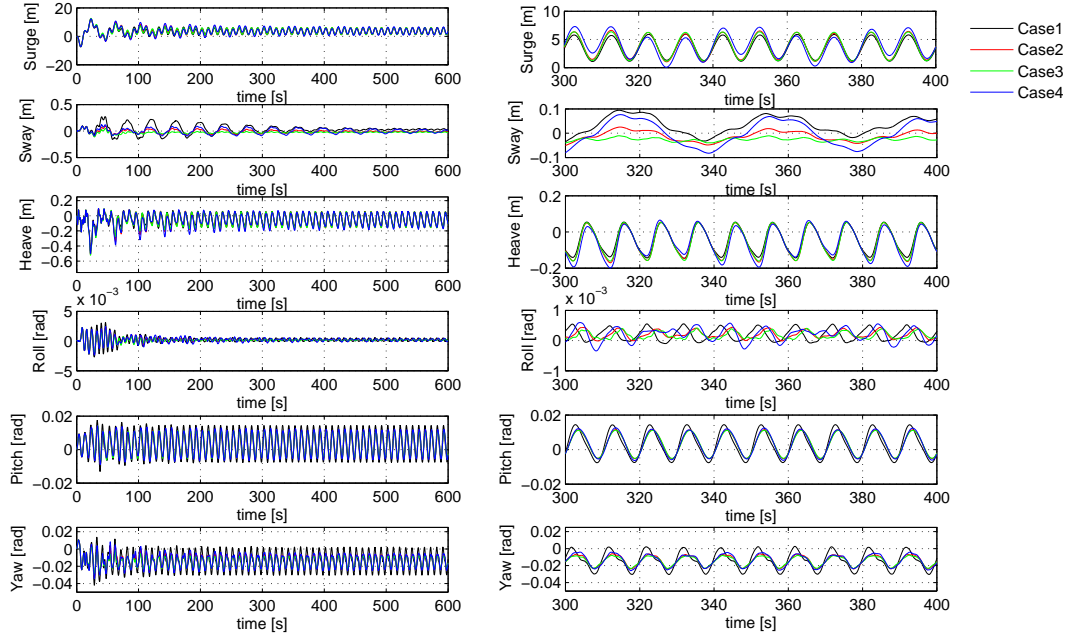 20
0
−20
Surge [m]
0 100 200 300 400 500 600
time [s]
10
5
0
Surge [m]
300 320 340 360 380 400
time [s]
Case1
Case2
Case3
Case4
0.5
0
−0.5
Sway [m]
0 100 200 300 400 500 600
time [s]
0.1
0
−0.1
Sway [m]
300 320 340 360 380 400
time [s]
0.2
0
−0.2
−0.4
−0.6
Heave [m]
0 100 200 300 400 500 600
time [s]
0.2
0
−0.2
Heave [m]
300 320 340 360 380 400
time [s]
x 10⁻³
5
0
−5
Roll [rad]
0 100 200 300 400 500 600
time [s]
x 10⁻³
1
0
−1
Roll [rad]
300 320 340 360 380 400
time [s]
0.02
0
−0.02
Pitch [rad]
0 100 200 300 400 500 600
time [s]
0.02
0
−0.02
Pitch [rad]
300 320 340 360 380 400
time [s]
0.02
0
−0.02
−0.04
Yaw [rad]
0 100 200 300 400 500 600
time [s]
0.02
0
−0.02
−0.04
Yaw [rad]
300 320 340 360 380 400
time [s]